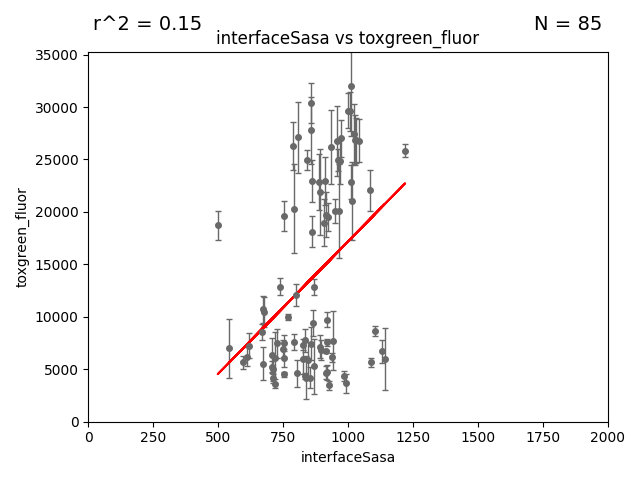 r^2 = 0.15
N = 85
interfaceSasa vs toxgreen_fluor
toxgreen_fluor
35000
30000
25000
20000
15000
10000
5000
0
0 250 500 750 1000 1250 1500 1750 2000
interfaceSasa